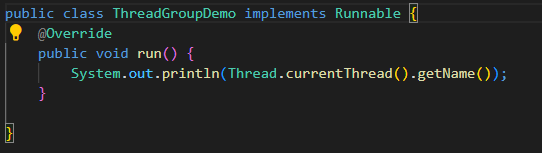 public class ThreadGroupDemo implements Runnable {
    @Override
    public void run() {
        System.out.println(Thread.currentThread().getName());
    }
}